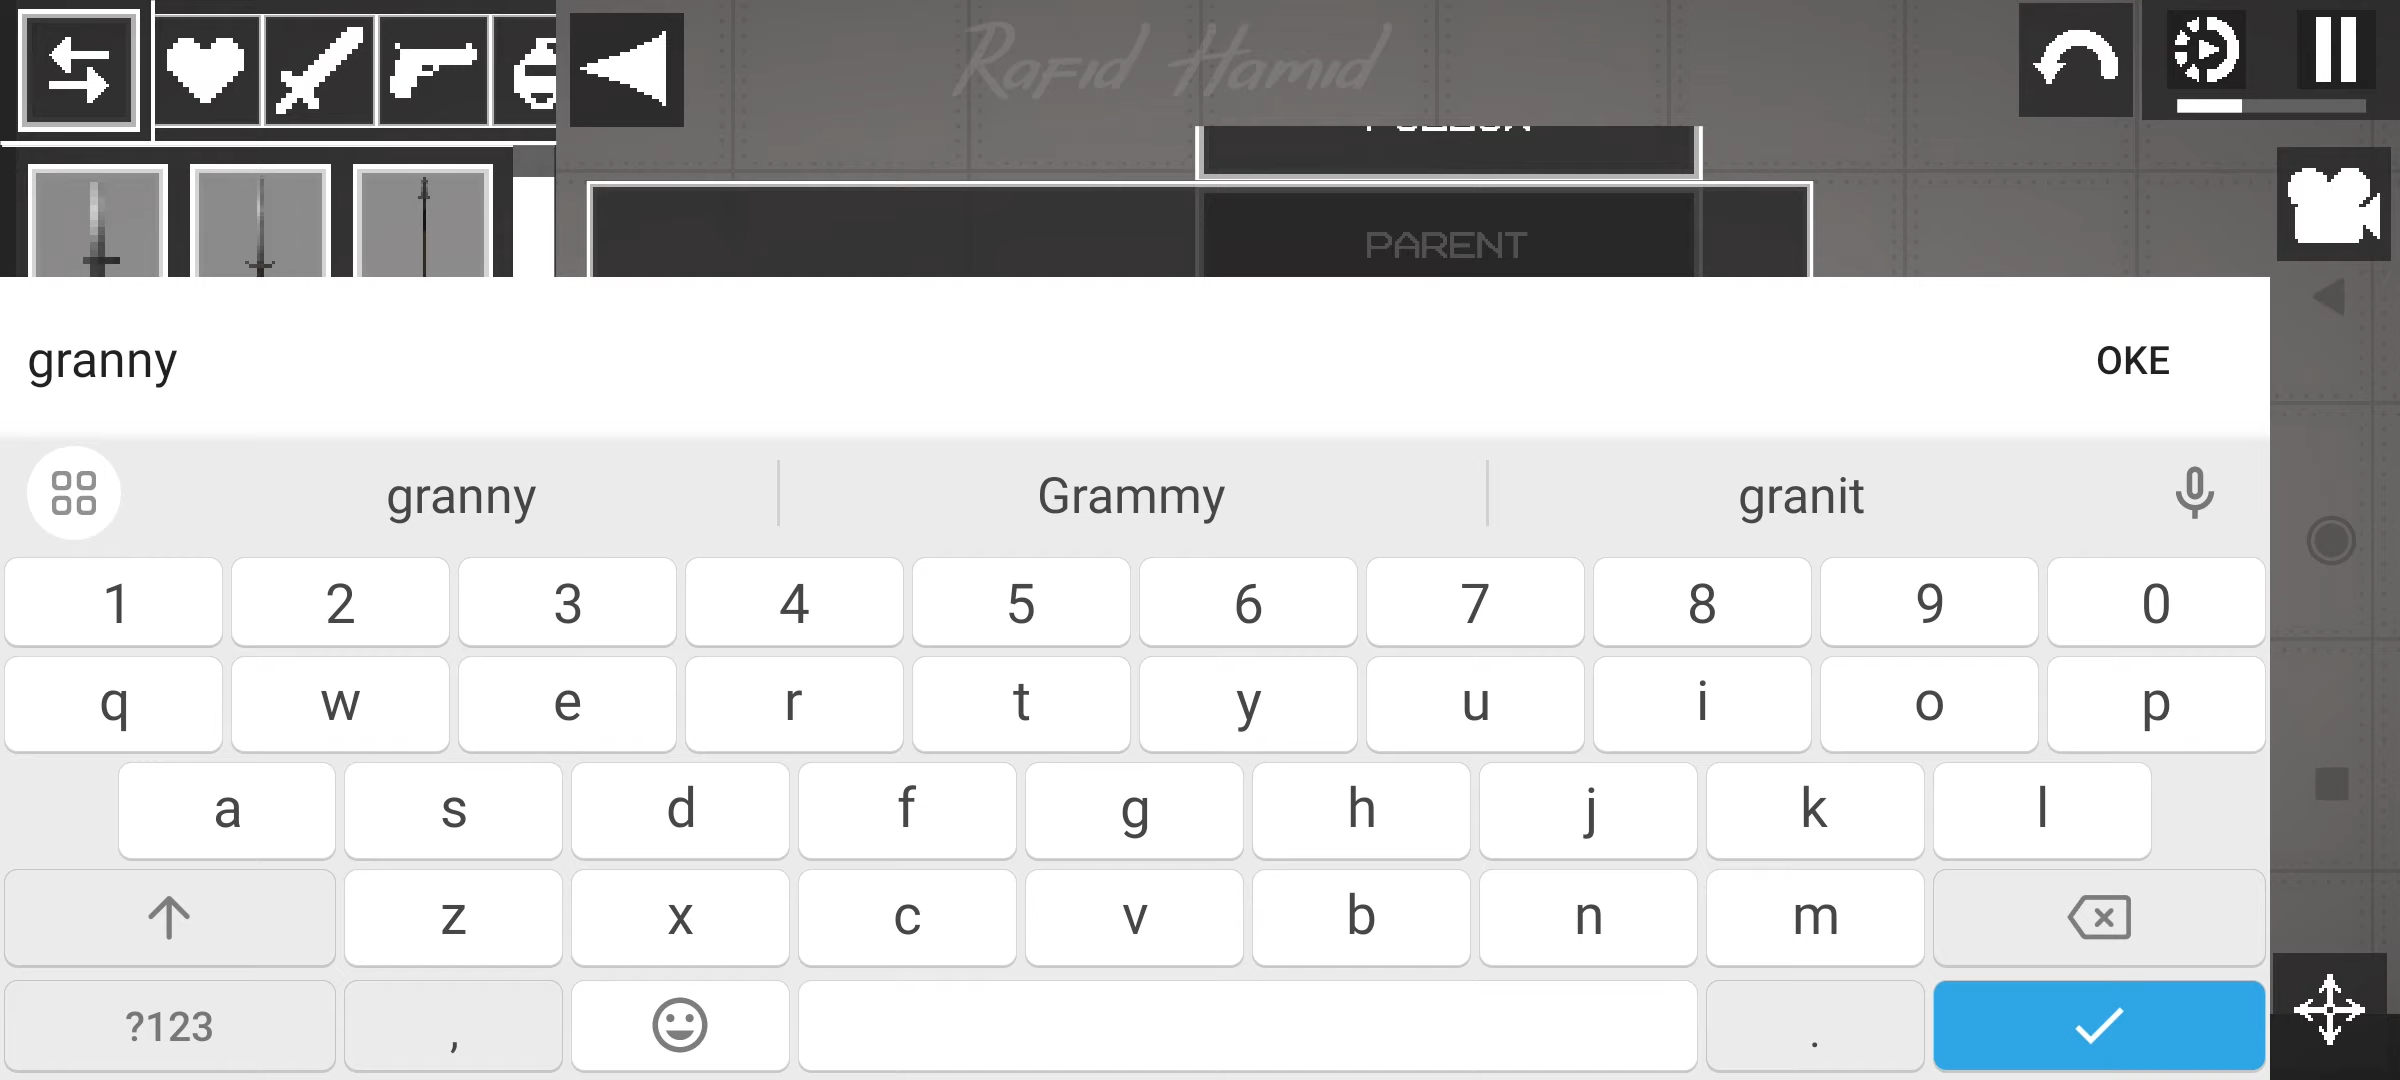 Rafid Hamid
PARENT
granny
OKE
granny Grammy granit
1 2 3 4 5 6 7 8 9 0
q w e r t y u i o p
a s d f g h j k l
z x c v b n m
?123 , .